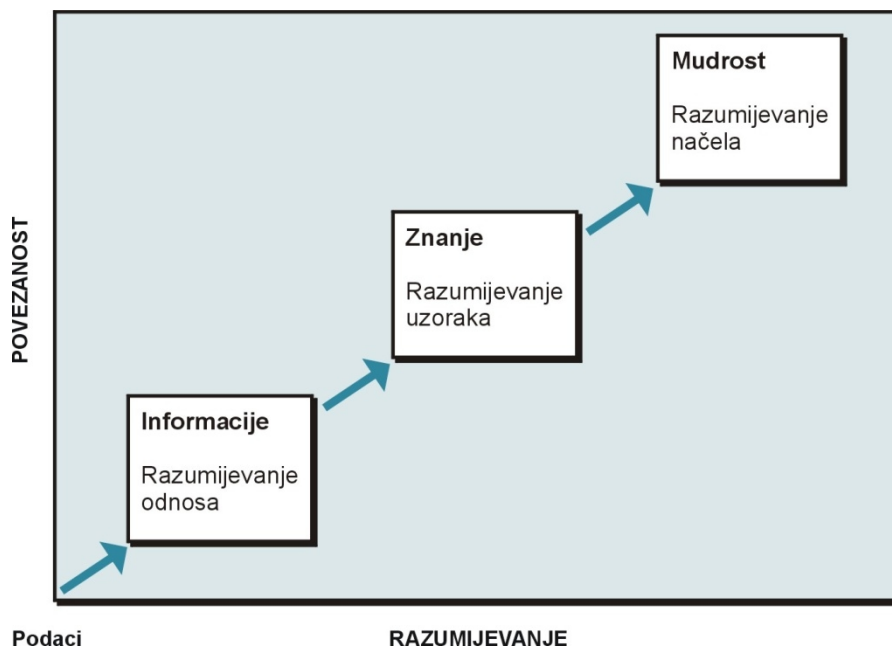 Mudrost
Razumijevanje
načela
Znanje
Razumijevanje
uzoraka
POVEZANOST
Informacije
Razumijevanje
odnosa
Podaci
RAZUMIJEVANJE